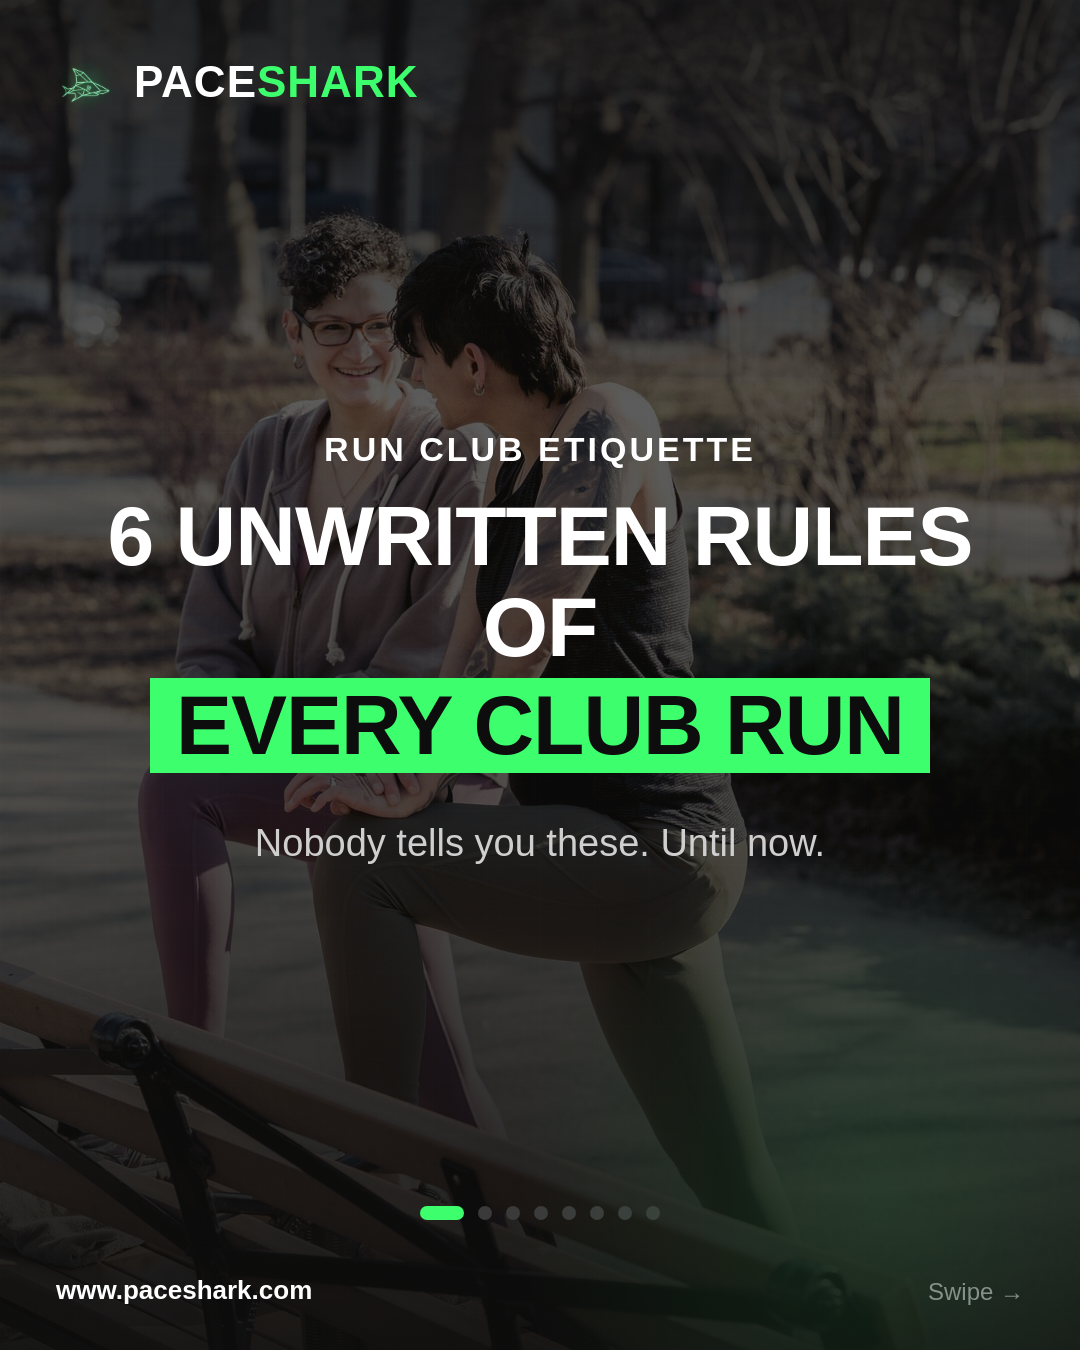 PACESHARK
RUN CLUB ETIQUETTE
6 UNWRITTEN RULES
OF
EVERY CLUB RUN
Nobody tells you these. Until now.
www.paceshark.com
Swipe →